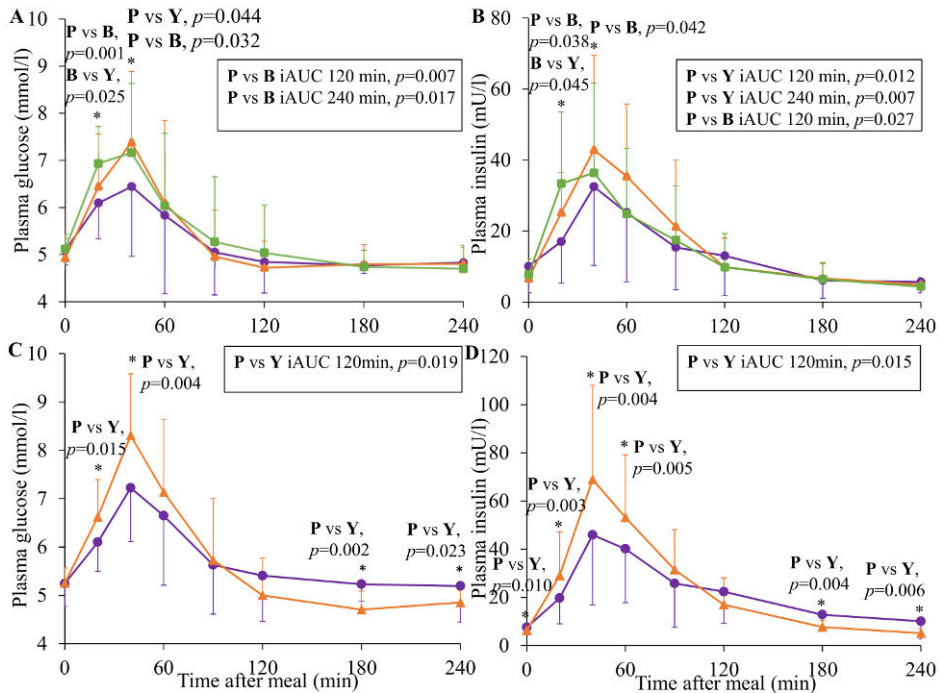 A
P vs Y, p=0.044
P vs B, p=0.032
P vs B,
p=0.001
B vs Y,
p=0.025
*
*
P vs B iAUC 120 min, p=0.007
P vs B iAUC 240 min, p=0.017
Plasma glucose (mmol/l)
10
9
8
7
6
5
4
0 60 120 180 240
B
P vs B,
p=0.038
B vs Y,
p=0.045
*
* P vs B, p=0.042
P vs Y iAUC 120 min, p=0.012
P vs Y iAUC 240 min, p=0.007
P vs B iAUC 120 min, p=0.027
Plasma insulin (mU/l)
80
60
40
20
0
0 60 120 180 240
C
P vs Y iAUC 120min, p=0.019
* P vs Y,
p=0.004
P vs Y,
p=0.015
*
P vs Y,
p=0.002
*
P vs Y,
p=0.023
*
Plasma glucose (mmol/l)
10
9
8
7
6
5
4
0 60 120 180 240
Time after meal (min)
D
P vs Y iAUC 120min, p=0.015
* P vs Y,
p=0.004
* P vs Y,
p=0.005
P vs Y,
p=0.003
*
P vs Y,
p=0.010
*
P vs Y,
p=0.004
*
P vs Y,
p=0.006
*
Plasma insulin (mU/l)
120
100
80
60
40
20
0
0 60 120 180 240
Time after meal (min)